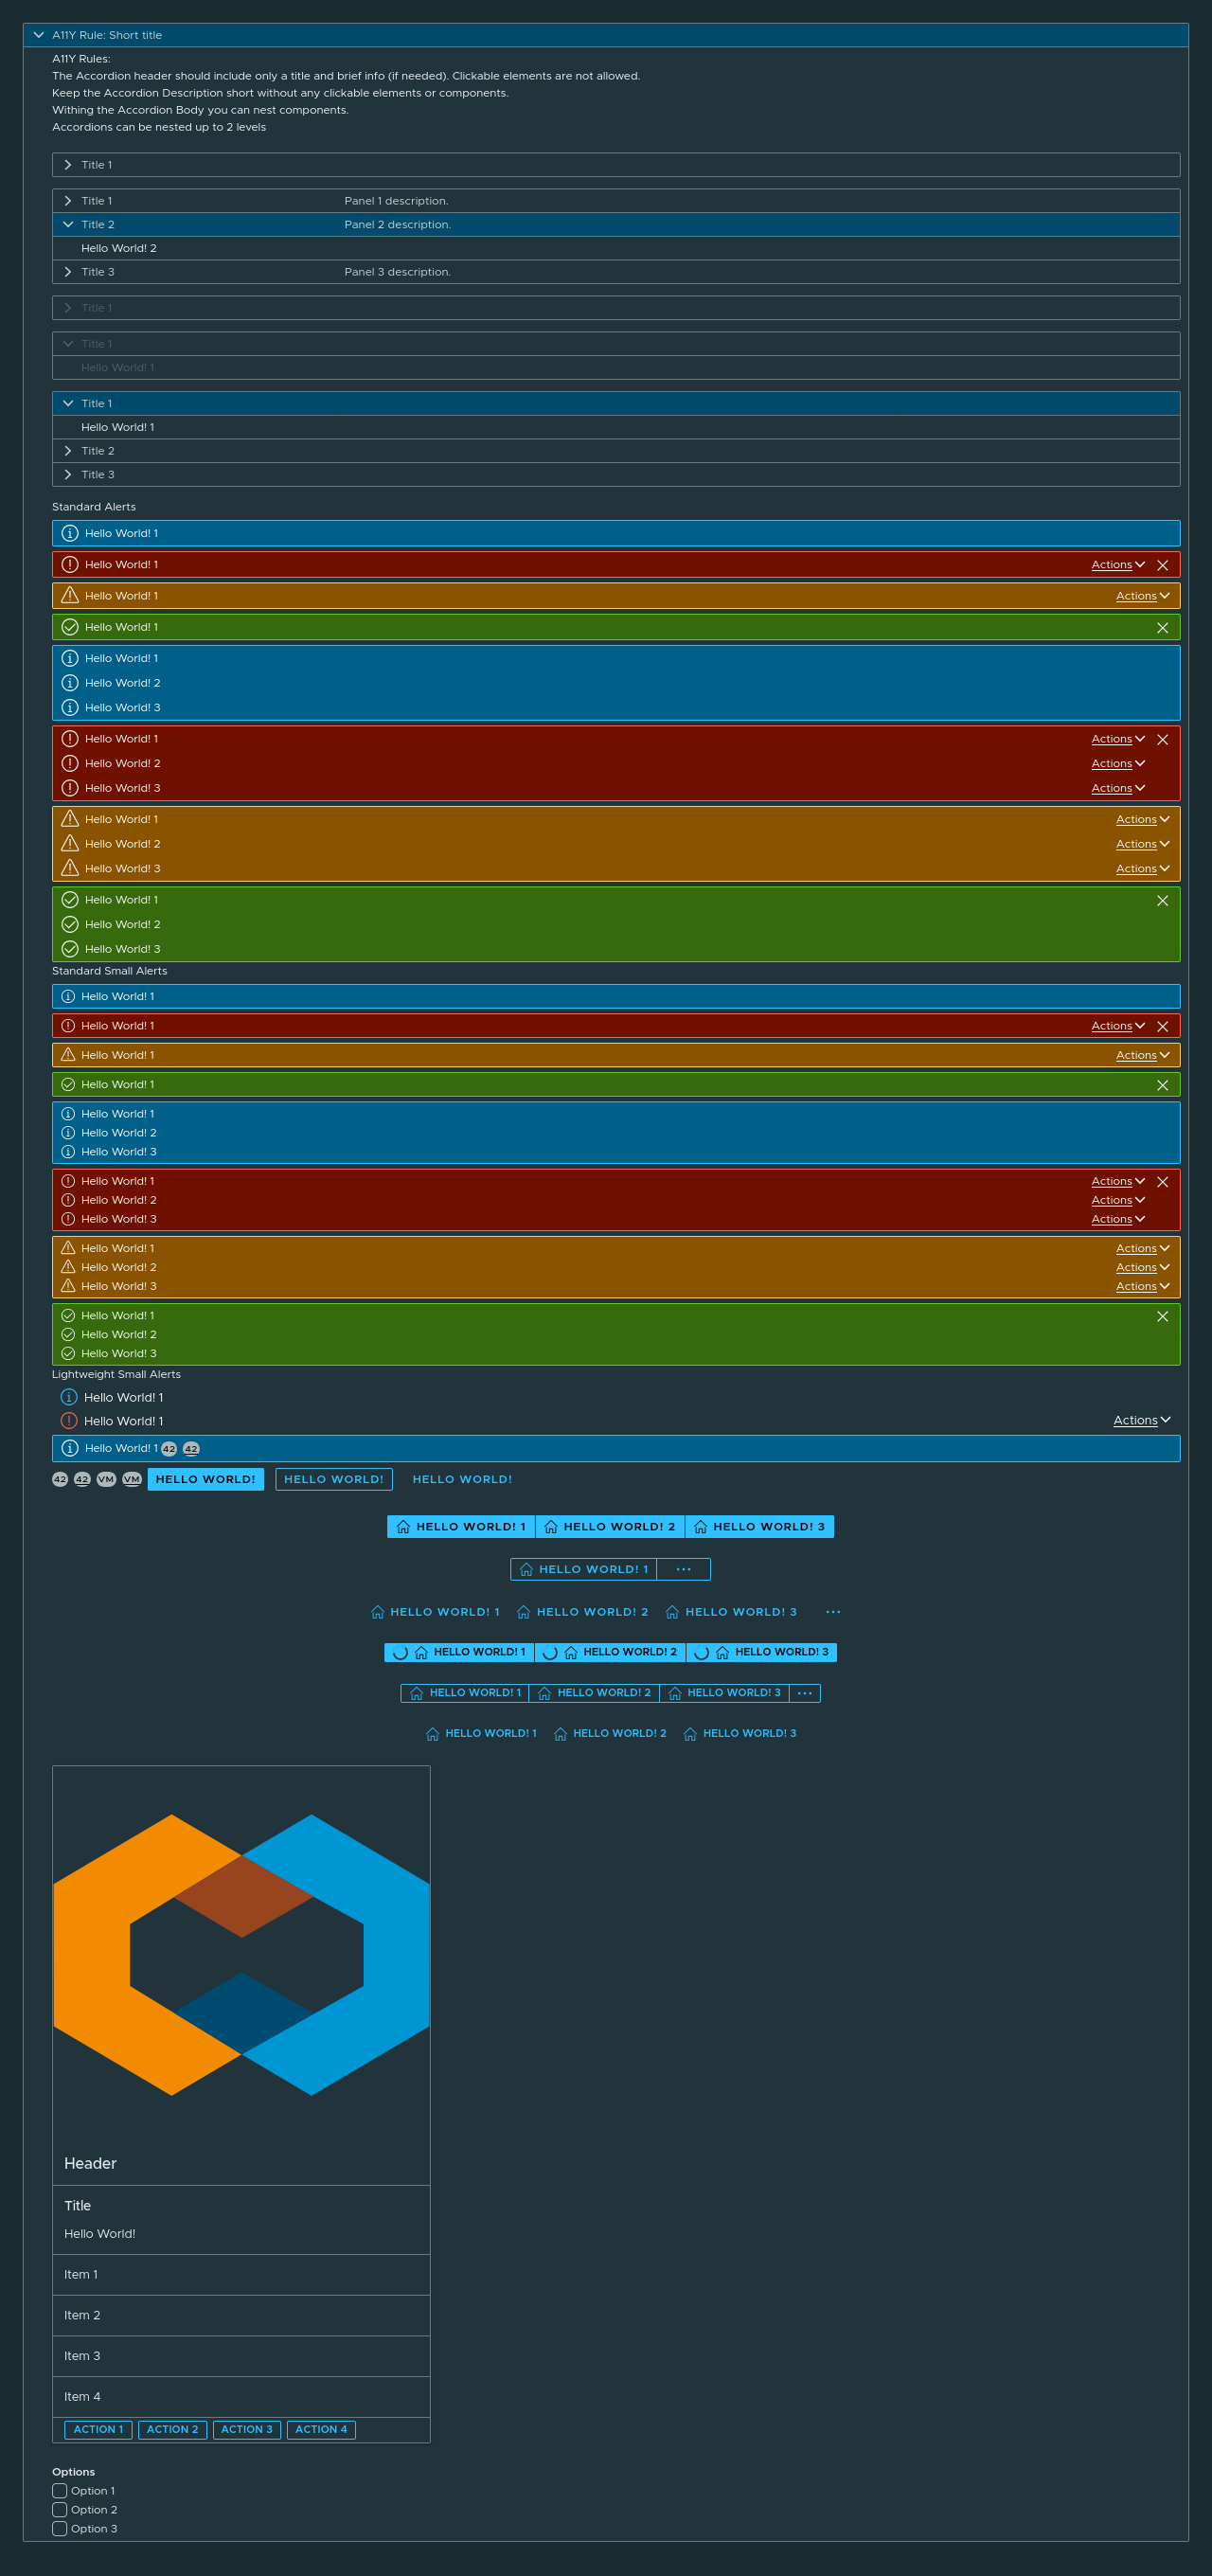 A11Y Rule: Short title
A11Y Rules:
The Accordion header should include only a title and brief info (if needed). Clickable elements are not allowed.
Keep the Accordion Description short without any clickable elements or components.
Withing the Accordion Body you can nest components.
Accordions can be nested up to 2 levels
Title 1
Title 1 Panel 1 description.
Title 2 Panel 2 description.
Hello World! 2
Title 3 Panel 3 description.
Title 1
Title 1
Hello World! 1
Title 1
Hello World! 1
Title 2
Title 3
Standard Alerts
Hello World! 1
Hello World! 1 Actions
Hello World! 1 Actions
Hello World! 1
Hello World! 1
Hello World! 2
Hello World! 3
Hello World! 1 Actions
Hello World! 2 Actions
Hello World! 3 Actions
Hello World! 1 Actions
Hello World! 2 Actions
Hello World! 3 Actions
Hello World! 1
Hello World! 2
Hello World! 3
Standard Small Alerts
Hello World! 1
Hello World! 1 Actions
Hello World! 1 Actions
Hello World! 1
Hello World! 1
Hello World! 2
Hello World! 3
Hello World! 1 Actions
Hello World! 2 Actions
Hello World! 3 Actions
Hello World! 1 Actions
Hello World! 2 Actions
Hello World! 3 Actions
Hello World! 1
Hello World! 2
Hello World! 3
Lightweight Small Alerts
Hello World! 1
Hello World! 1 Actions
Hello World! 1 42 42
42 42 VM VM HELLO WORLD! HELLO WORLD! HELLO WORLD!
HELLO WORLD! 1 HELLO WORLD! 2 HELLO WORLD! 3
HELLO WORLD! 1 ...
HELLO WORLD! 1 HELLO WORLD! 2 HELLO WORLD! 3 ...
HELLO WORLD! 1 HELLO WORLD! 2 HELLO WORLD! 3
HELLO WORLD! 1 HELLO WORLD! 2 HELLO WORLD! 3 ...
HELLO WORLD! 1 HELLO WORLD! 2 HELLO WORLD! 3
Header
Title
Hello World!
Item 1
Item 2
Item 3
Item 4
ACTION 1 ACTION 2 ACTION 3 ACTION 4
Options
Option 1
Option 2
Option 3